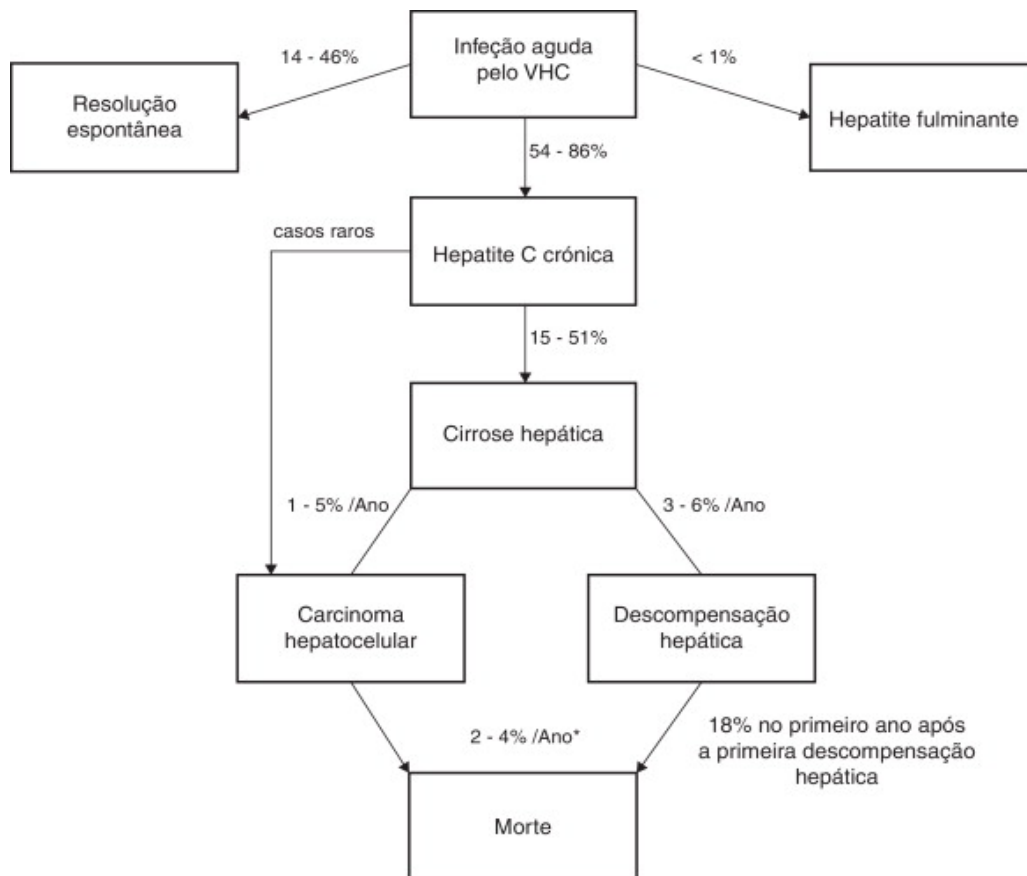 Infeção aguda
pelo VHC
14 - 46%
< 1%
Resolução
espontânea
Hepatite fulminante
54 - 86%
casos raros
Hepatite C crónica
15 - 51%
Cirrose hepática
1 - 5% /Ano
3 - 6% /Ano
Carcinoma
hepatocelular
Descompensação
hepática
2 - 4% /Ano*
18% no primeiro ano após
a primeira descompensação
hepática
Morte